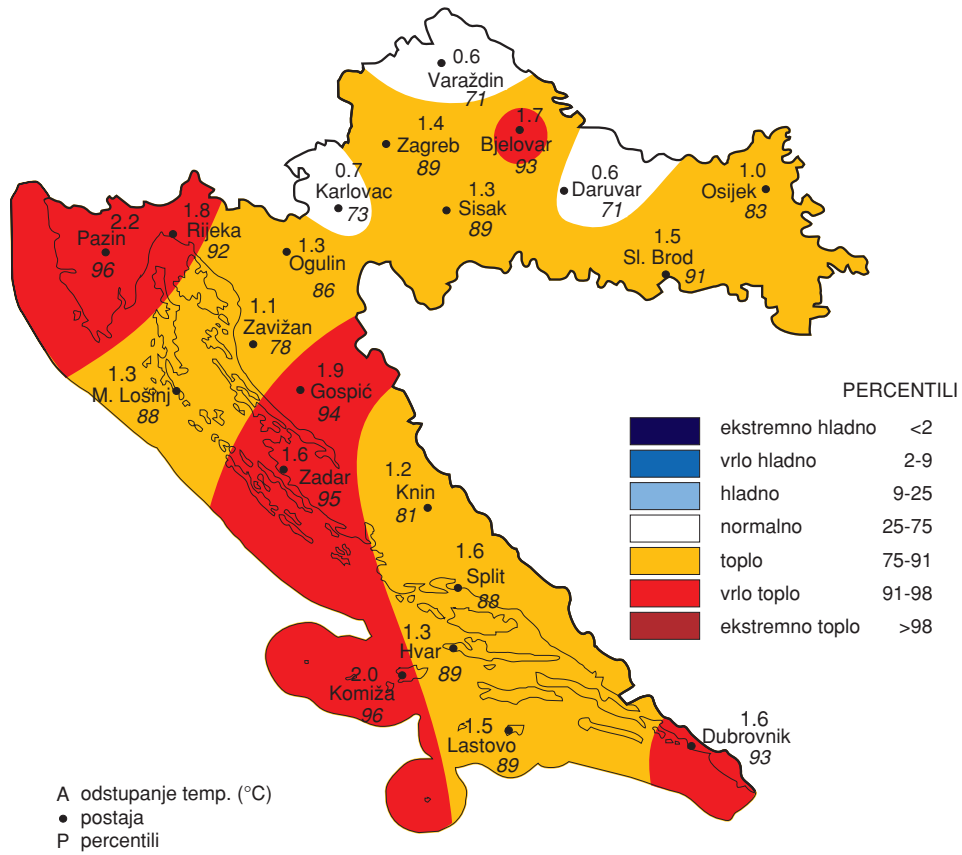 0.6
Varaždin
71
1.4
Zagreb
89
1.7
Bjelovar
93
0.7
Karlovac
73
1.3
Sisak
89
0.6
Daruvar
71
1.0
Osijek
83
2.2
Pazin
96
1.8
Rijeka
92
1.3
Ogulin
86
1.5
Sl. Brod
91
1.1
Zavižan
78
1.3
M. Lošinj
88
1.9
Gospić
94
1.6
Zadar
95
1.2
Knin
81
1.6
Split
88
1.3
Hvar
89
2.0
Komiža
96
1.5
Lastovo
89
1.6
Dubrovnik
93
PERCENTILI
ekstremno hladno <2
vrlo hladno 2-9
hladno 9-25
normalno 25-75
toplo 75-91
vrlo toplo 91-98
ekstremno toplo >98
A odstupanje temp. (°C)
• postaja
P percentili